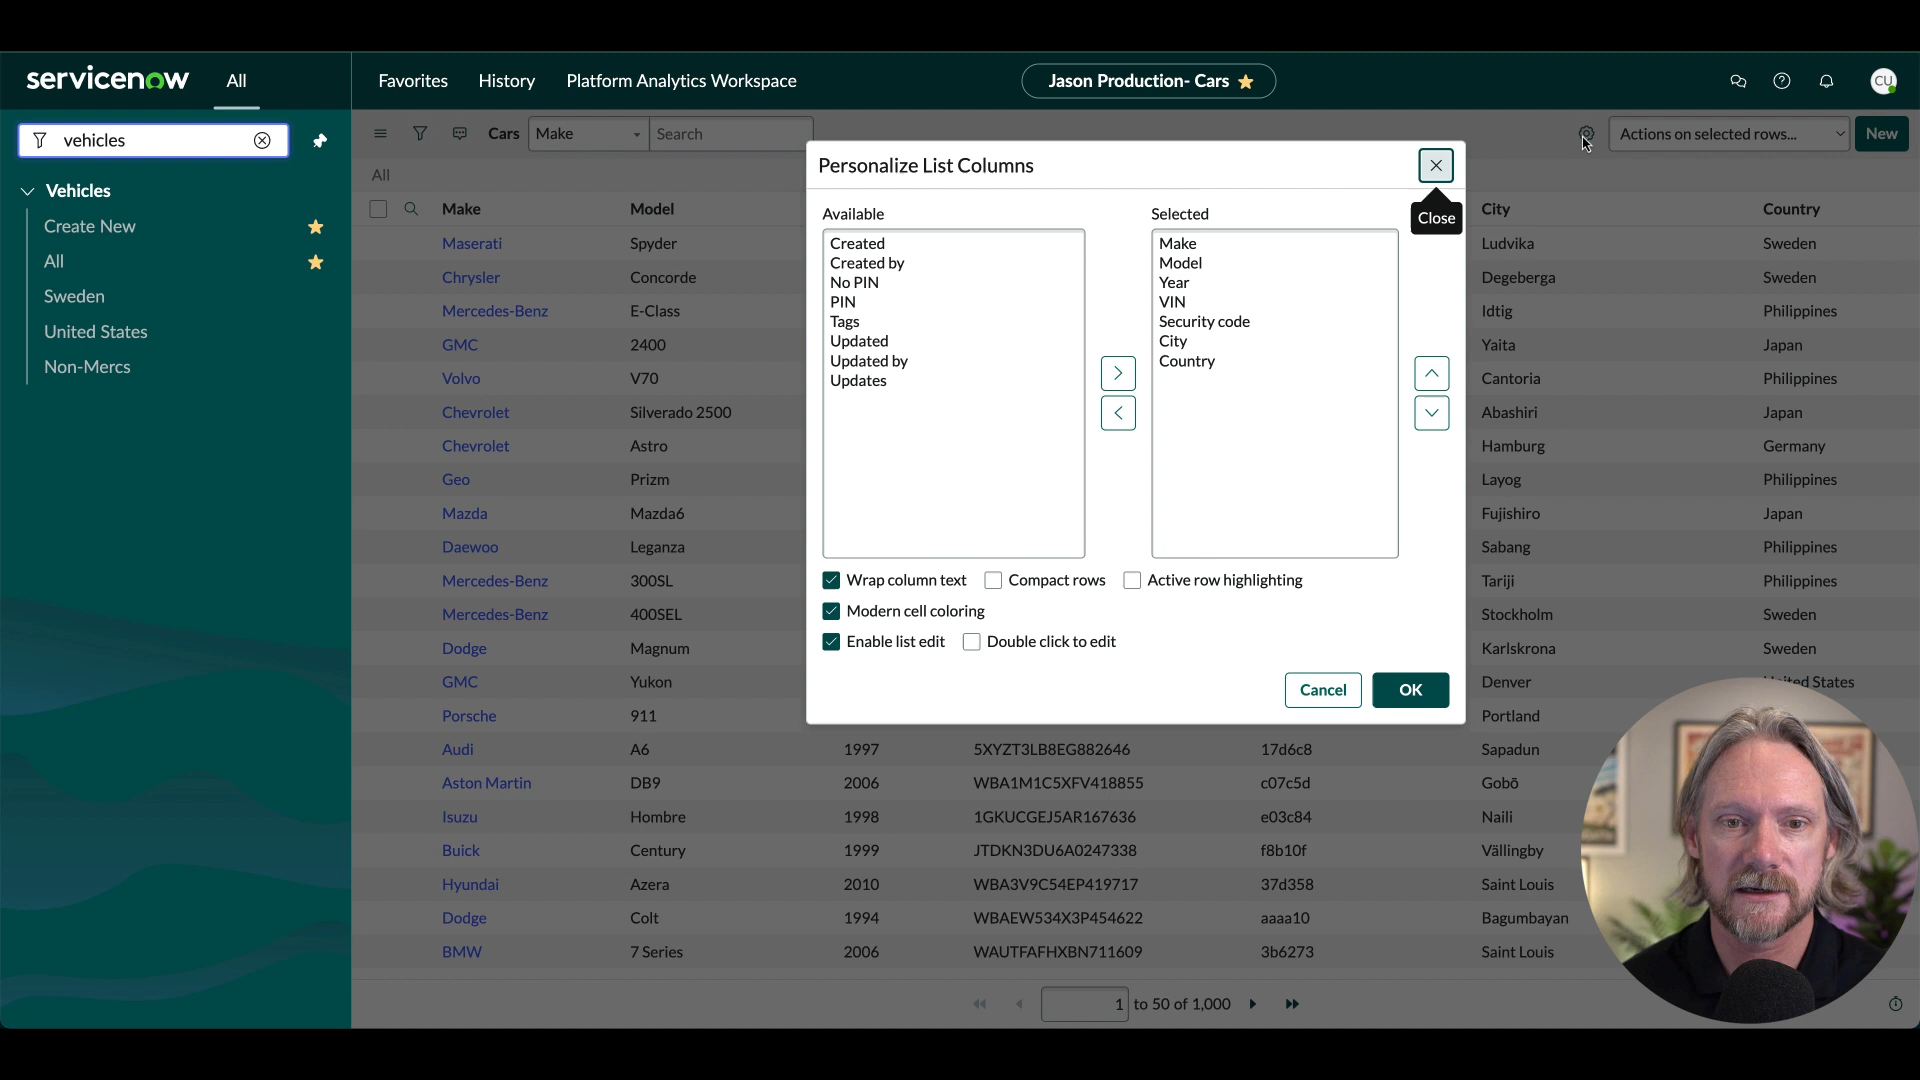 servicenow
All
Favorites
History
Platform Analytics Workspace
Jason Production- Cars
CU
vehicles
Vehicles
Create New
All
Sweden
United States
Non-Mercs
Cars
Make
Search
Actions on selected rows...
New
All
Make Model City Country
Maserati Spyder Ludvika Sweden
Chrysler Concorde Degeberga Sweden
Mercedes-Benz E-Class Idtig Philippines
GMC 2400 Yaita Japan
Volvo V70 Cantoria Philippines
Chevrolet Silverado 2500 Abashiri Japan
Chevrolet Astro Hamburg Germany
Geo Prizm Layog Philippines
Mazda Mazda6 Fujishiro Japan
Daewoo Leganza Sabang Philippines
Mercedes-Benz 300SL Tariji Philippines
Mercedes-Benz 400SEL Stockholm Sweden
Dodge Magnum Karlskrona Sweden
GMC Yukon Denver United States
Porsche 911 Portland
Audi A6 1997 5XYZT3LB8EG882646 17d6c8 Sapadun
Aston Martin DB9 2006 WBA1M1C5XFV418855 c07c5d Gobō
Isuzu Hombre 1998 1GKUCGEJ5AR167636 e03c84 Naili
Buick Century 1999 JTDKN3DU6A0247338 f8b10f Vällingby
Hyundai Azera 2010 WBA3V9C54EP419717 37d358 Saint Louis
Dodge Colt 1994 WBAEW534X3P454622 aaaa10 Bagumbayan
BMW 7 Series 2006 WAUTFAFHXBN711609 3b6273 Saint Louis
1 to 50 of 1,000
Personalize List Columns
Close
Available
Created
Created by
No PIN
PIN
Tags
Updated
Updated by
Updates
Selected
Make
Model
Year
VIN
Security code
City
Country
Wrap column text Compact rows Active row highlighting
Modern cell coloring
Enable list edit Double click to edit
Cancel OK